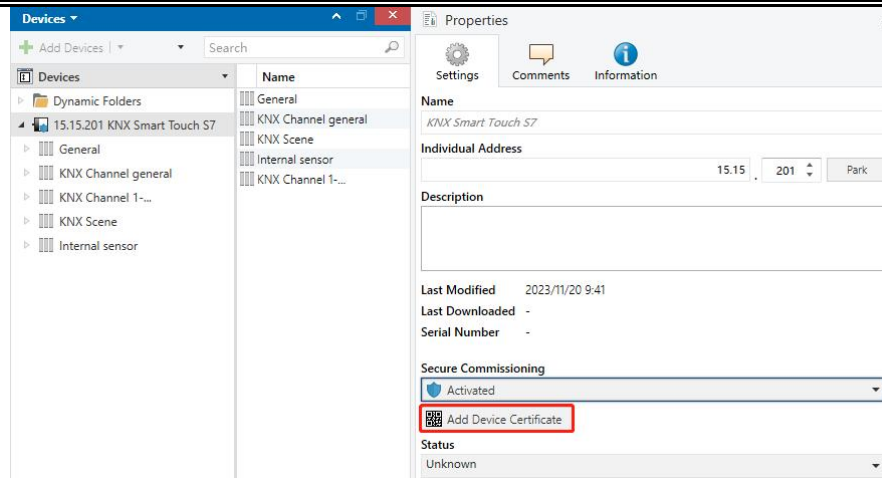 Devices
Add Devices
Search
Devices
Dynamic Folders
15.15.201 KNX Smart Touch S7
General
KNX Channel general
KNX Channel 1-...
KNX Scene
Internal sensor
Name
General
KNX Channel general
KNX Scene
Internal sensor
KNX Channel 1-...
Properties
Settings Comments Information
Name
KNX Smart Touch S7
Individual Address
15.15 . 201 Park
Description
Last Modified 2023/11/20 9:41
Last Downloaded -
Serial Number -
Secure Commissioning
Activated
Add Device Certificate
Status
Unknown